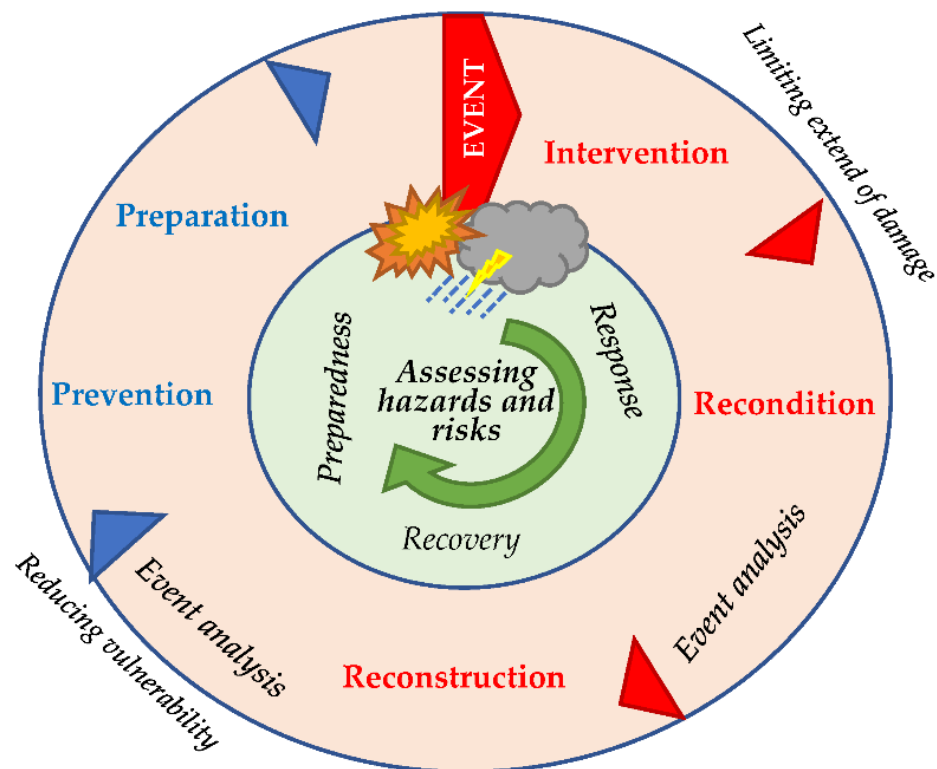 EVENT
Intervention
Limiting extend of damage
Recondition
Event analysis
Reconstruction
Event analysis
Reducing vulnerability
Prevention
Preparation
Preparedness
Response
Recovery
Assessing
hazards and
risks